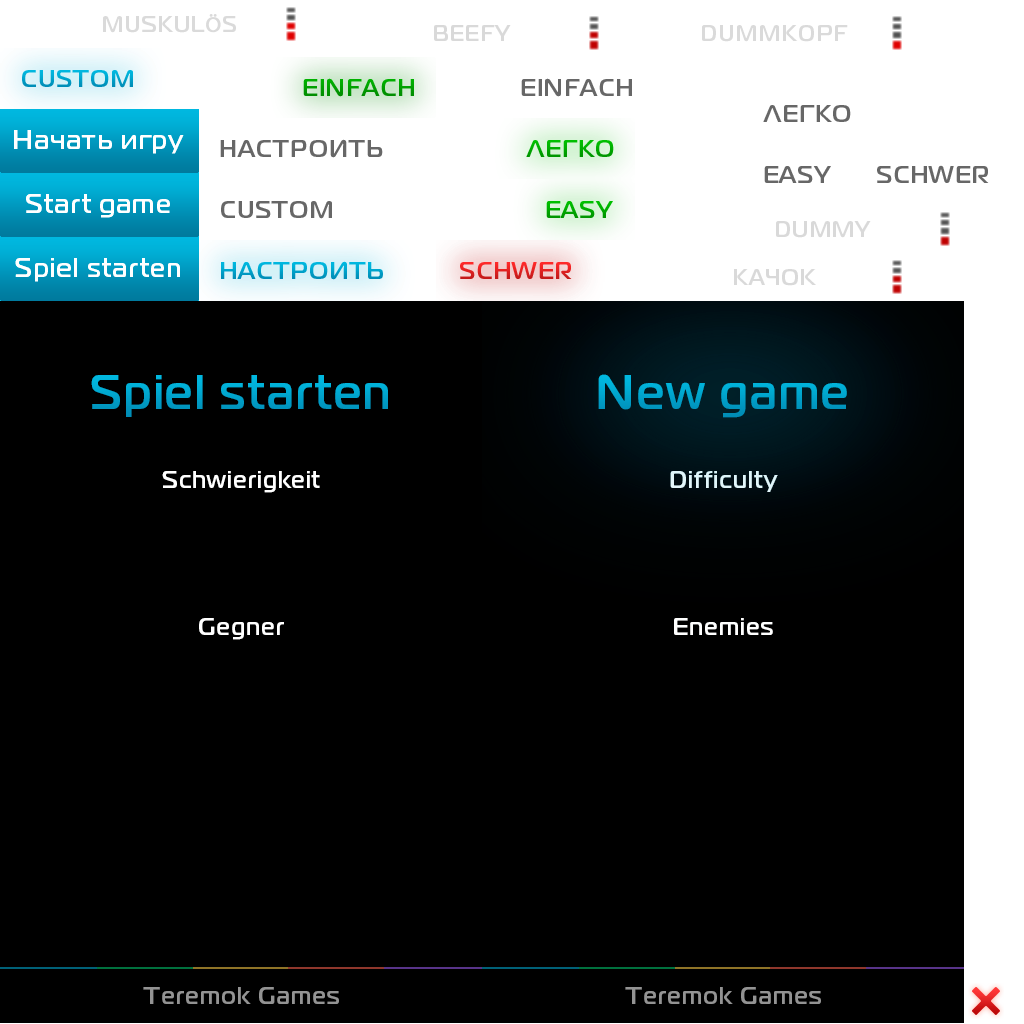 MUSKULÖS
BEEFY
DUMMKOPF
CUSTOM
EINFACH
EINFACH
ЛЕГКО
Начать игру
НАСТРОИТЬ
ЛЕГКО
EASY
SCHWER
Start game
CUSTOM
EASY
DUMMY
Spiel starten
НАСТРОИТЬ
SCHWER
КАЧОК
Spiel starten
New game
Schwierigkeit
Difficulty
Gegner
Enemies
Teremok Games
Teremok Games